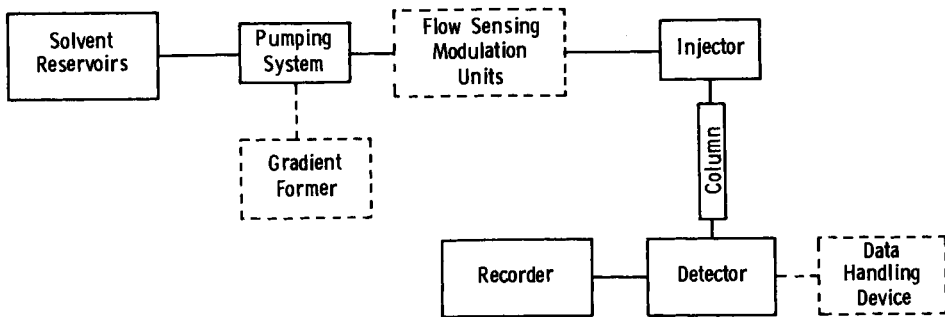 Solvent
Reservoirs
Pumping
System
Flow Sensing
Modulation
Units
Injector
Gradient
Former
Column
Recorder
Detector
Data
Handling
Device